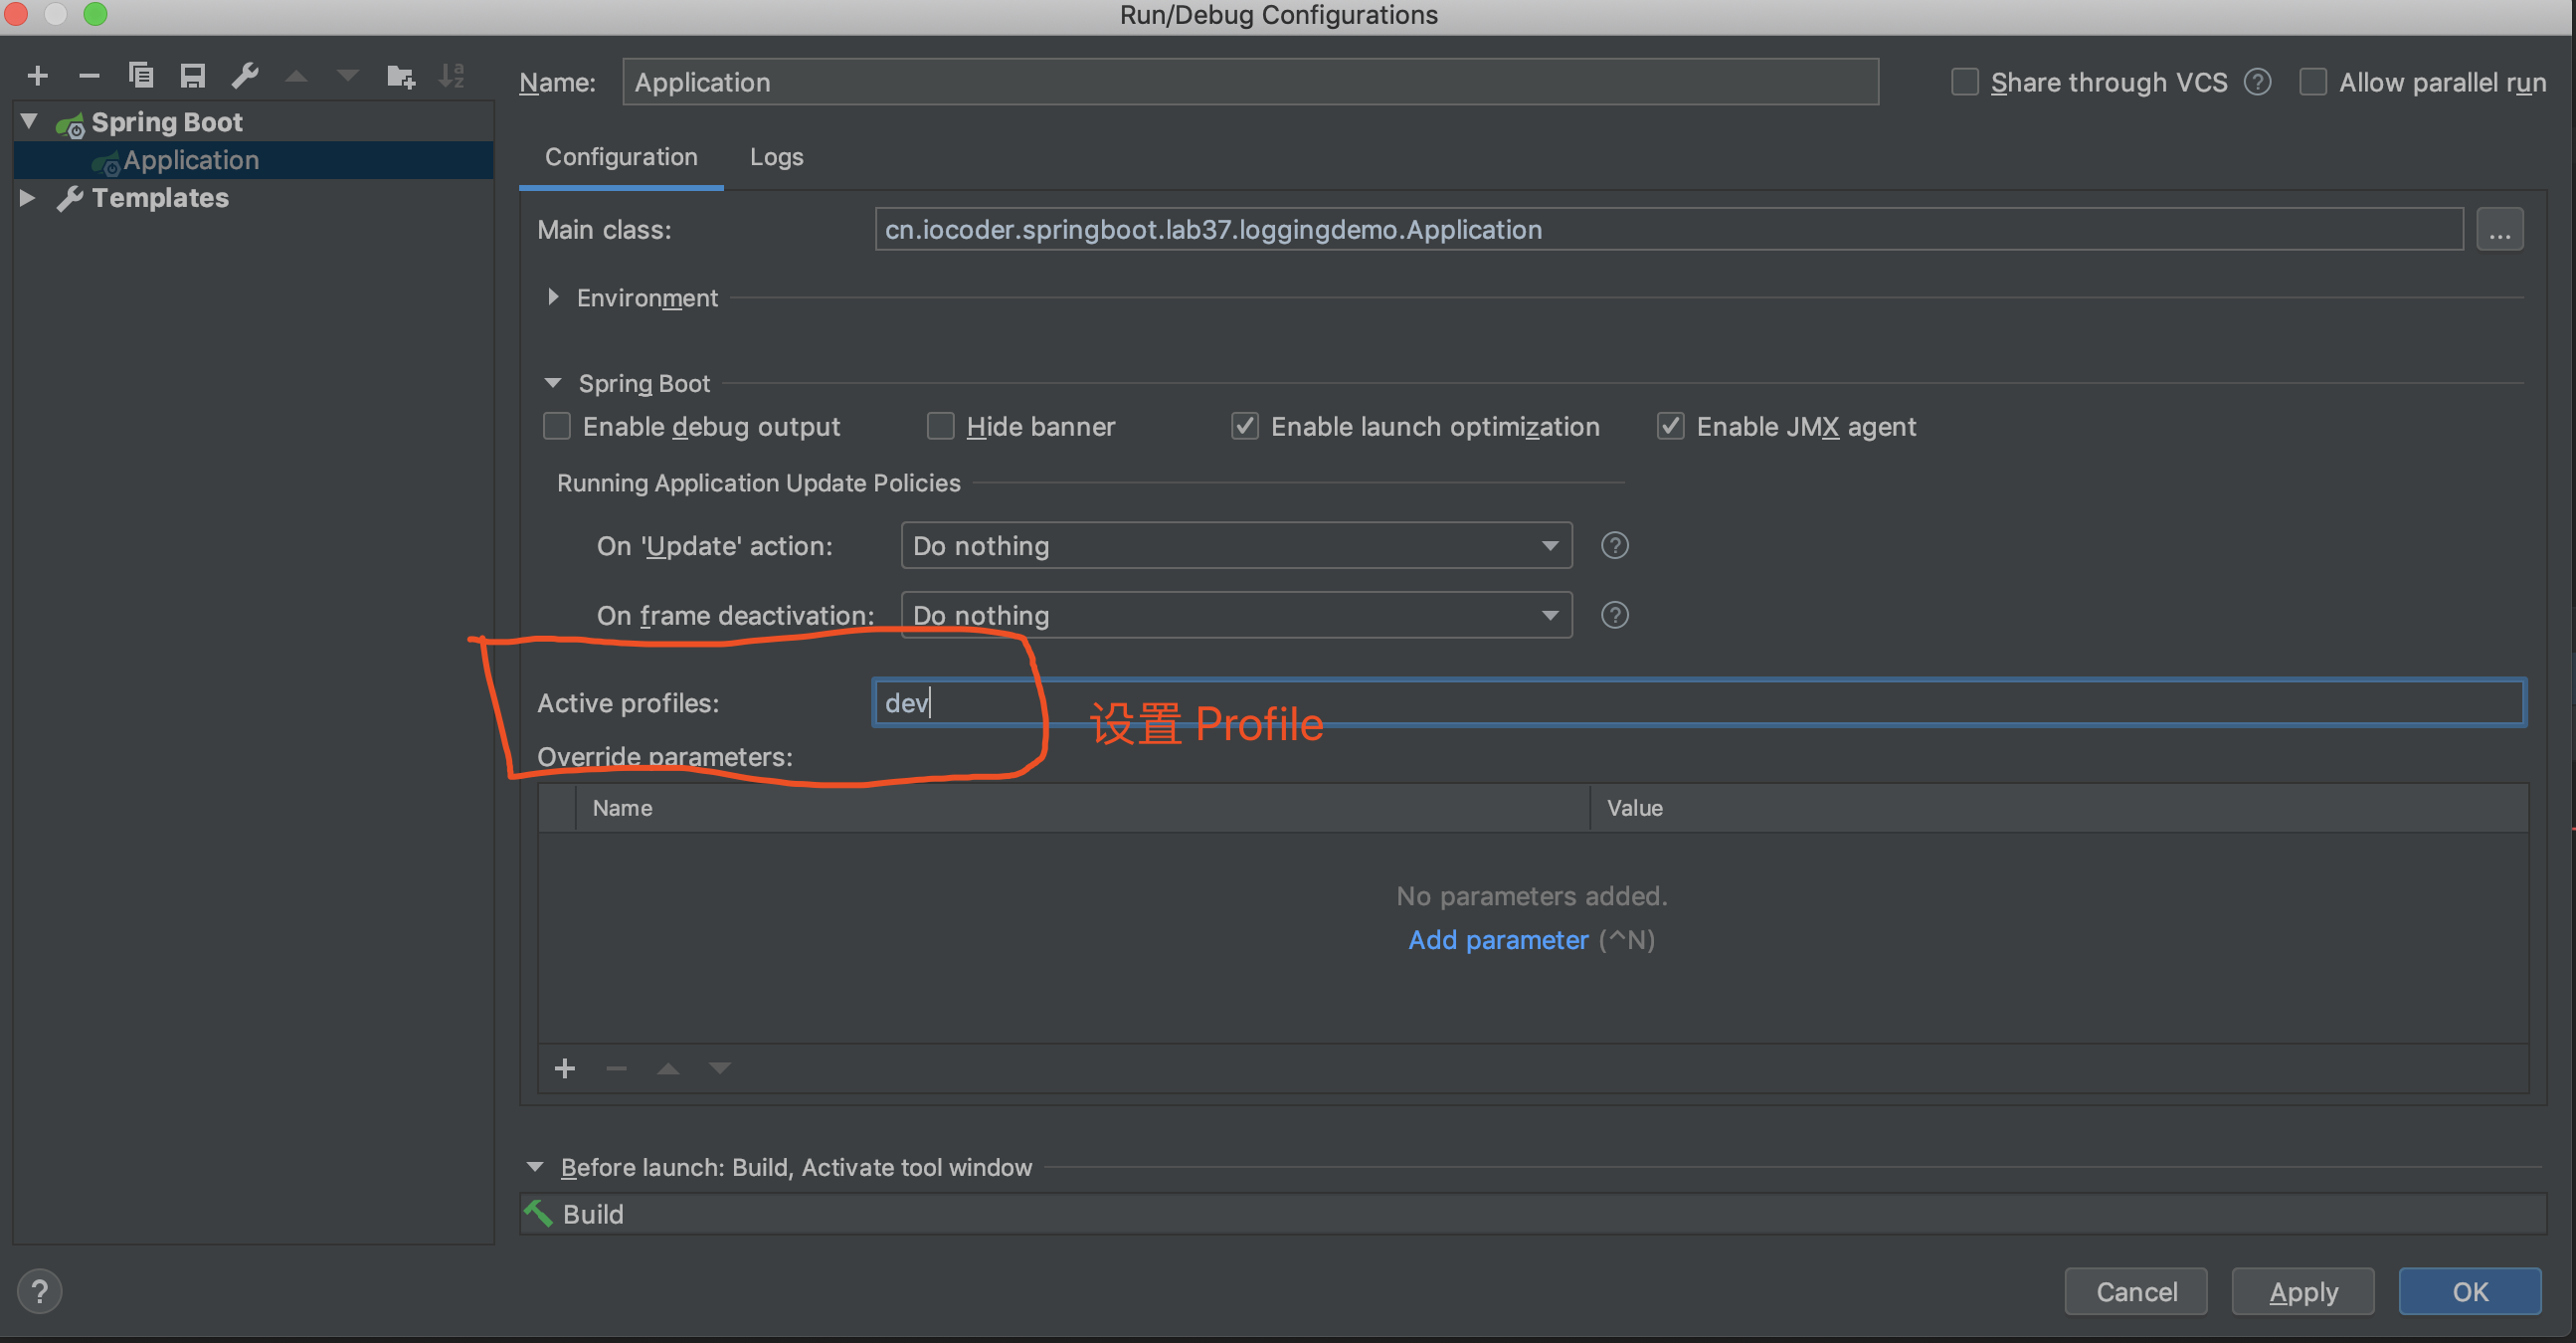 Run/Debug Configurations
Name: Application
Share through VCS ?
Allow parallel run
Spring Boot
Application
Templates
Configuration Logs
Main class: cn.iocoder.springboot.lab37.loggingdemo.Application ...
Environment
Spring Boot
Enable debug output Hide banner Enable launch optimization Enable JMX agent
Running Application Update Policies
On 'Update' action: Do nothing ?
On frame deactivation: Do nothing ?
Active profiles: dev
设置 Profile
Override parameters:
Name Value
No parameters added.
Add parameter (^N)
Before launch: Build, Activate tool window
Build
? Cancel Apply OK